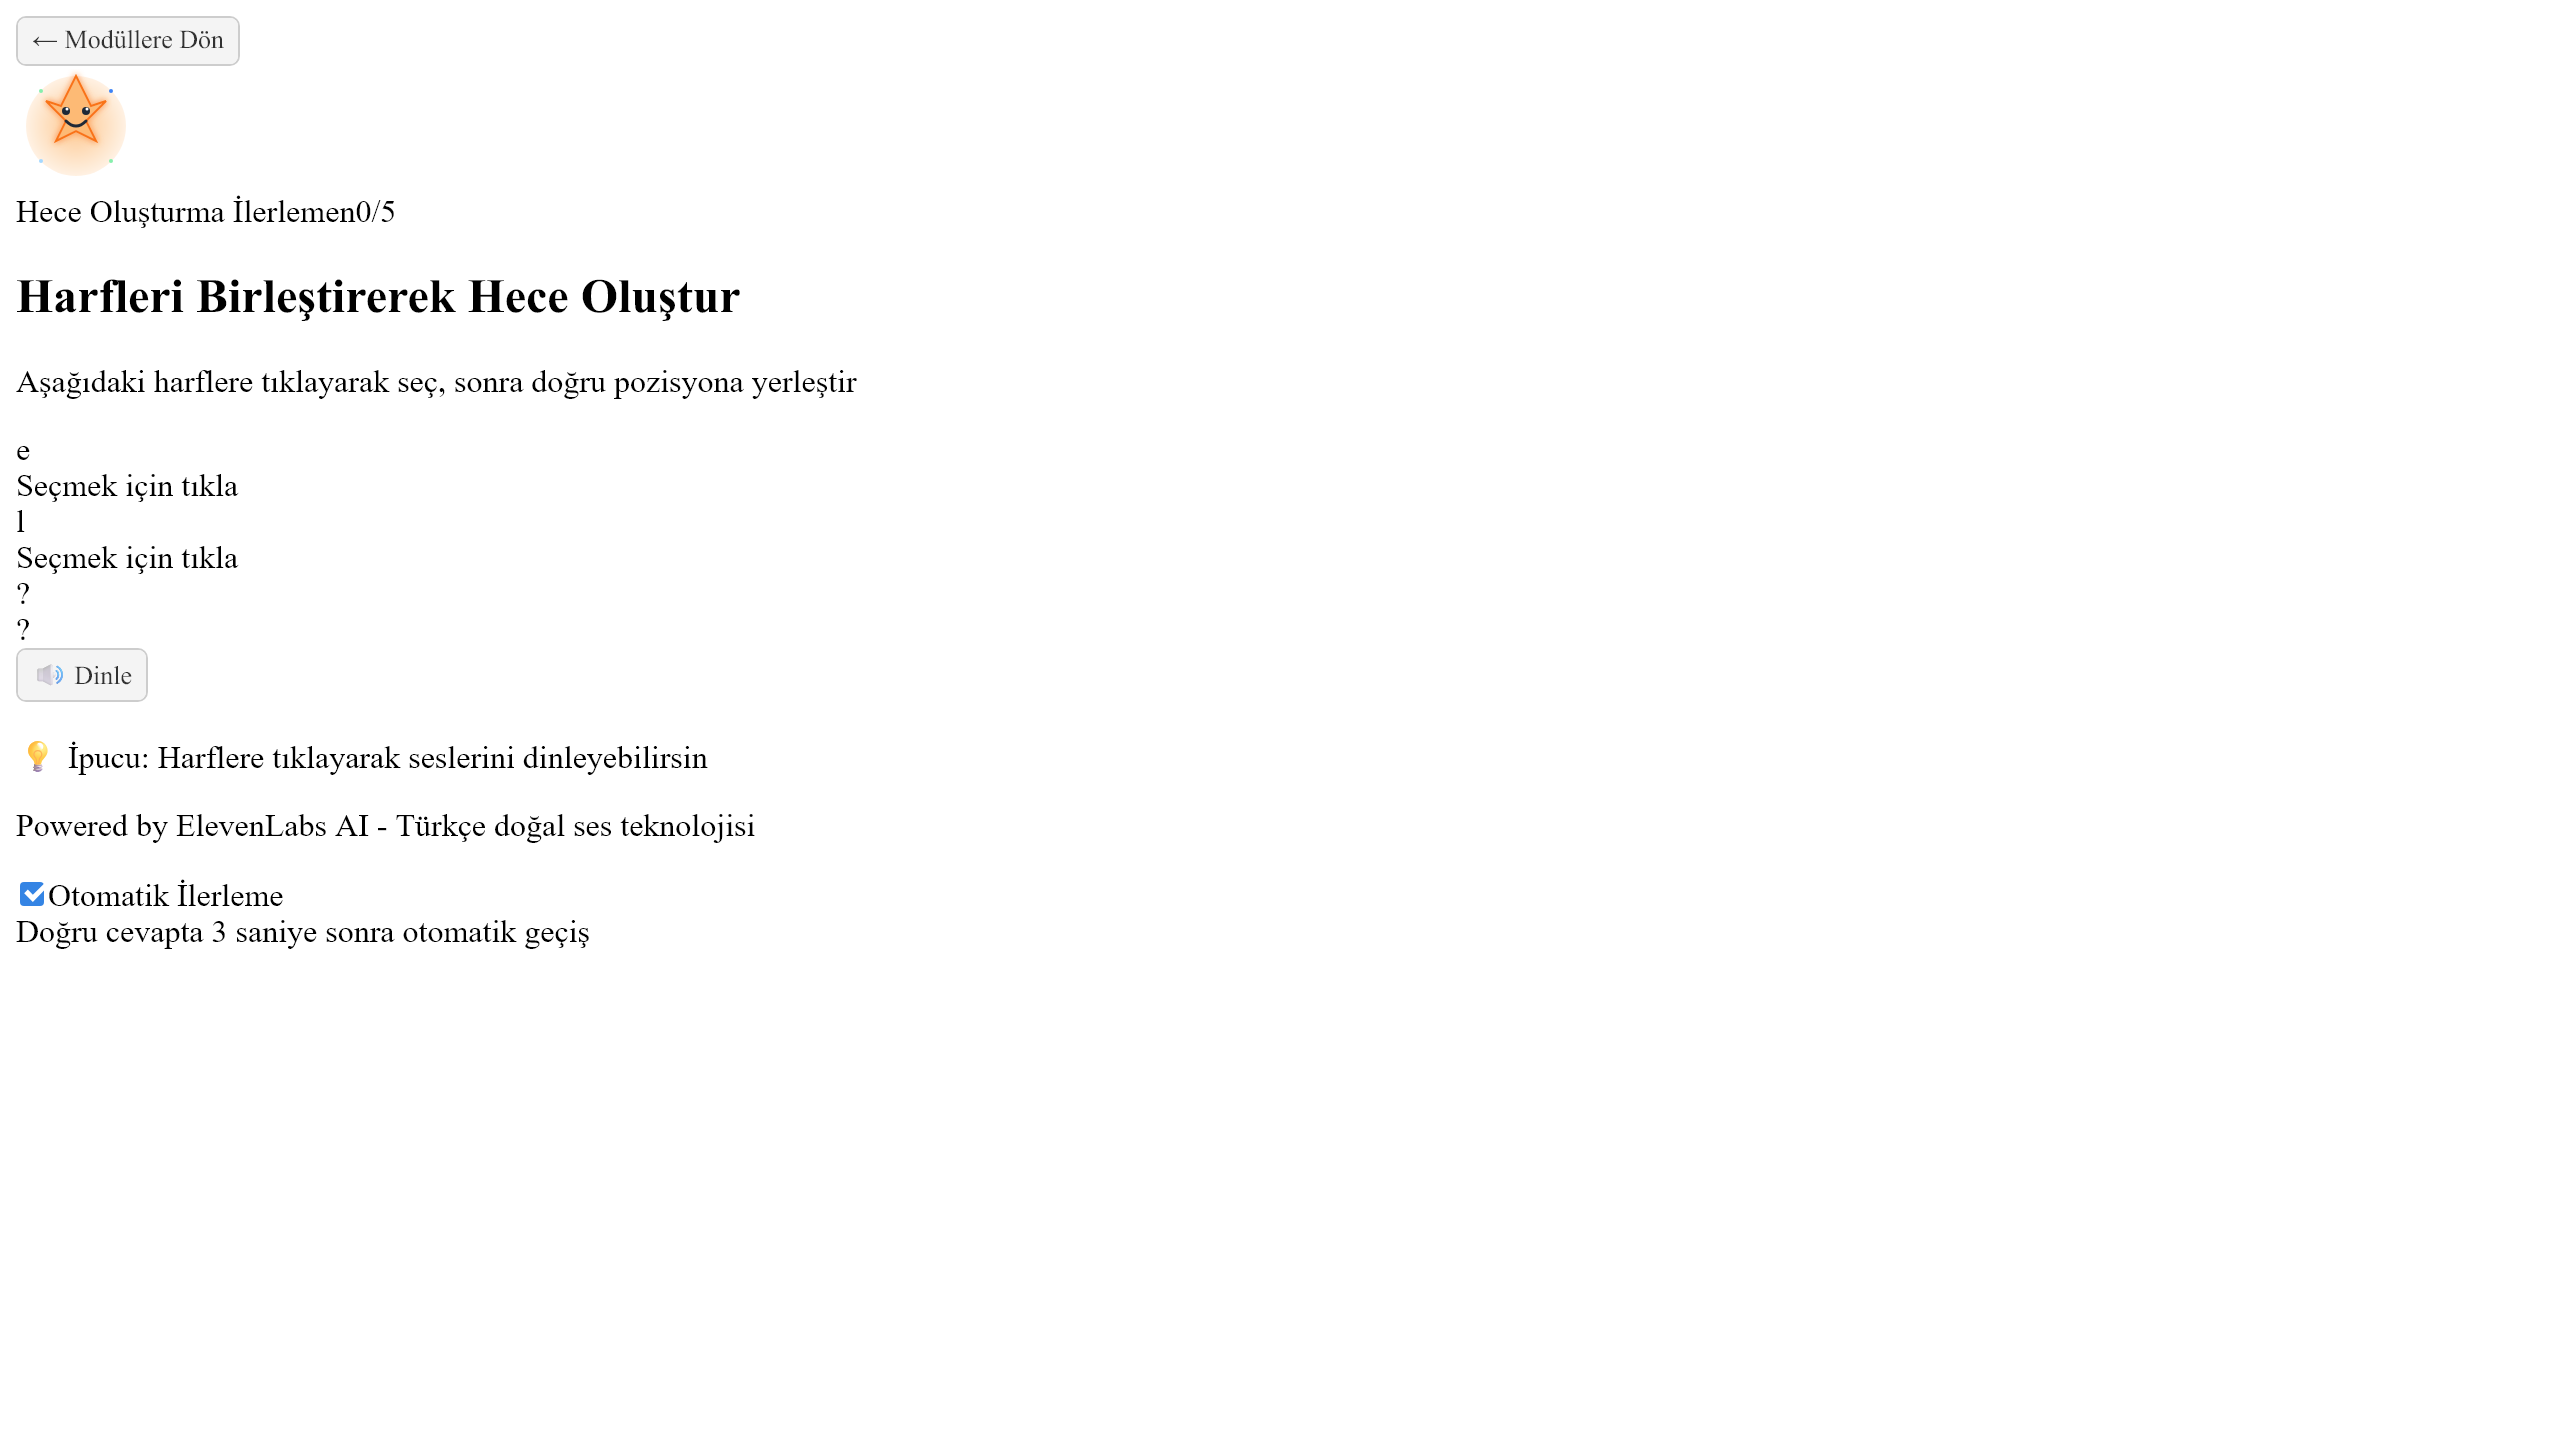 ← Modüllere Dön
Hece Oluşturma İlerlemen0/5
Harfleri Birleştirerek Hece Oluştur
Aşağıdaki harflere tıklayarak seç, sonra doğru pozisyona yerleştir
e
Seçmek için tıkla
l
Seçmek için tıkla
?
?
🔊 Dinle
💡 İpucu: Harflere tıklayarak seslerini dinleyebilirsin
Powered by ElevenLabs AI - Türkçe doğal ses teknolojisi
Otomatik İlerleme
Doğru cevapta 3 saniye sonra otomatik geçiş